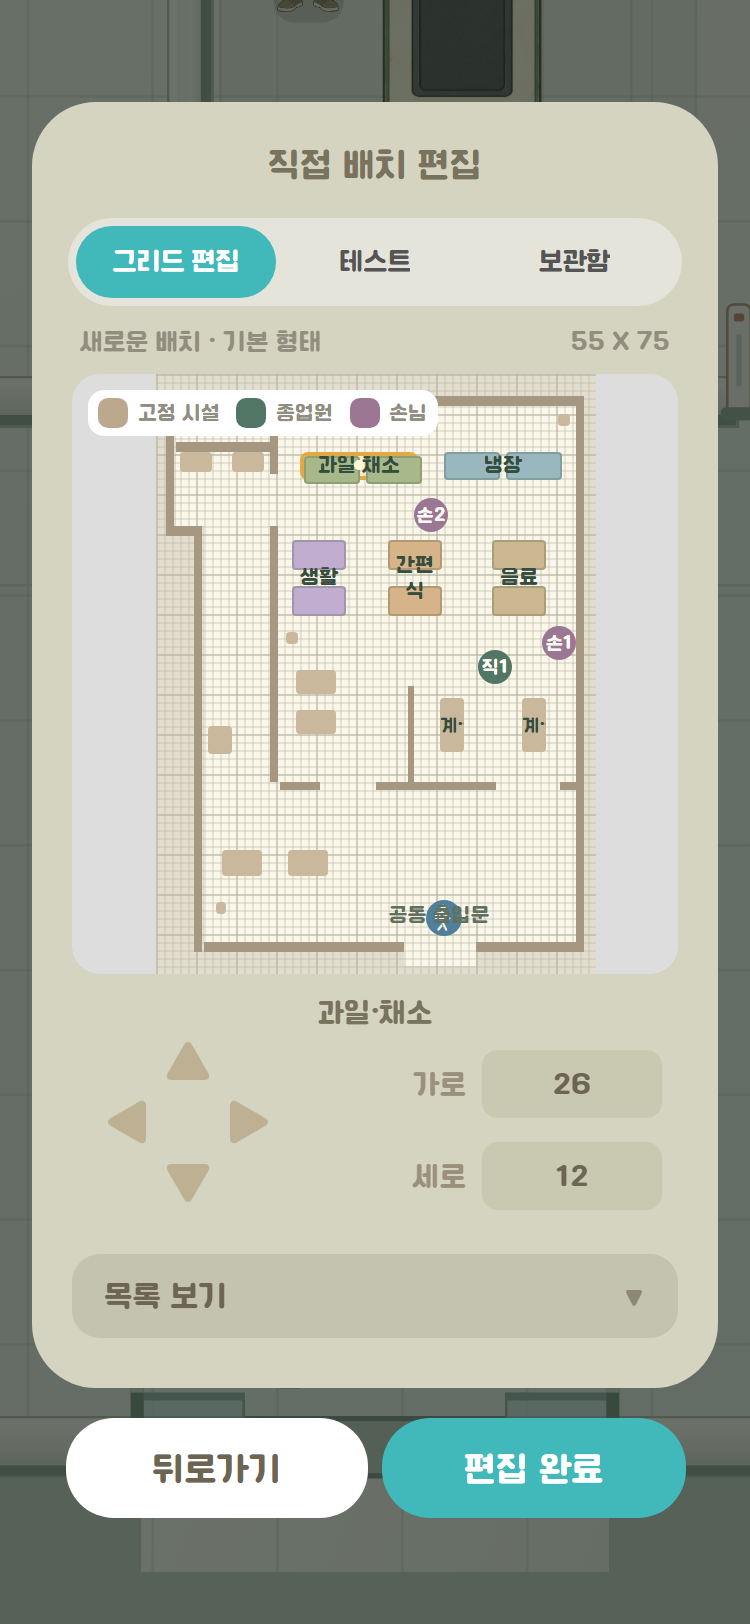 직접 배치 편집
그리드 편집
테스트
보관함
새로운 배치 · 기본 형태
55 X 75
고정 시설
종업원
손님
과일·채소
냉장
손2
생활
간편
식
음료
손1
직1
계·
계·
공동 출입문
과일·채소
가로
26
세로
12
목록 보기
뒤로가기
편집 완료